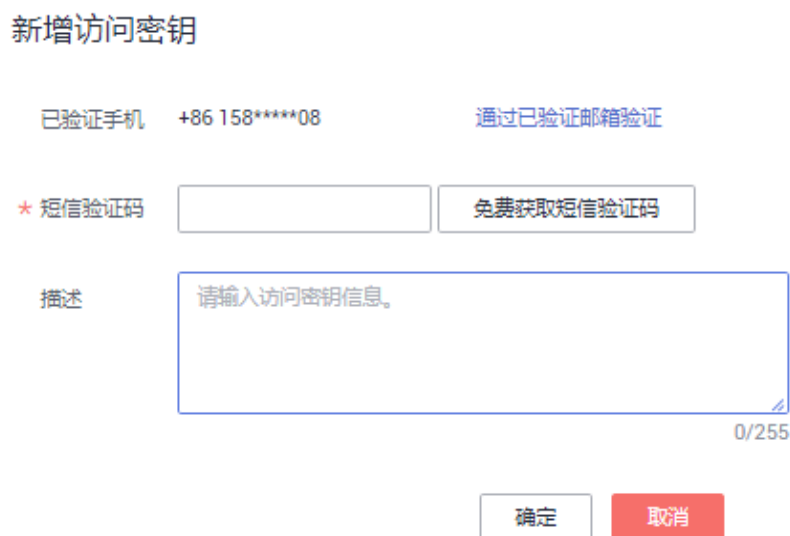 新增访问密钥
已验证手机 +86 158*****08 通过已验证邮箱验证
* 短信验证码 免费获取短信验证码
描述 请输入访问密钥信息。
0/255
确定 取消